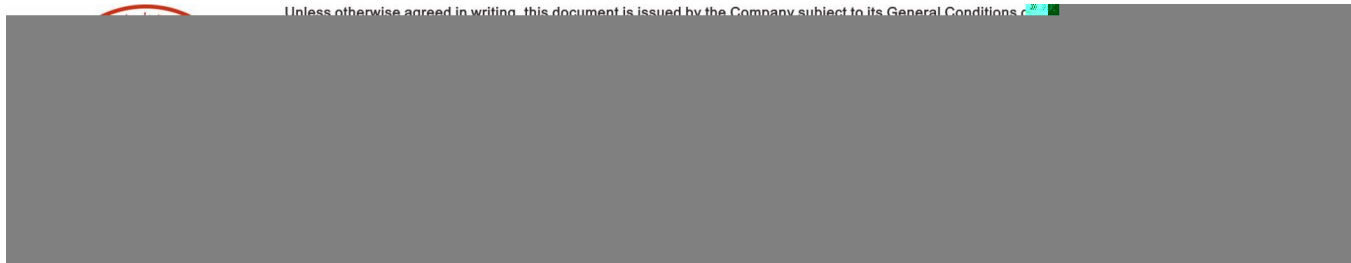 Unless otherwise agreed in writing, this document is issued by the Company subject to its General Conditions